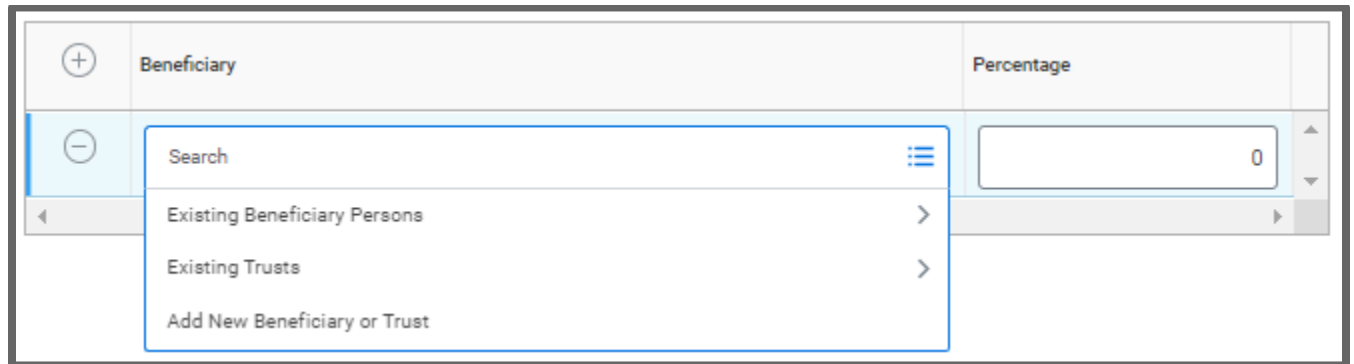 Beneficiary Percentage
Search 0
Existing Beneficiary Persons
Existing Trusts
Add New Beneficiary or Trust